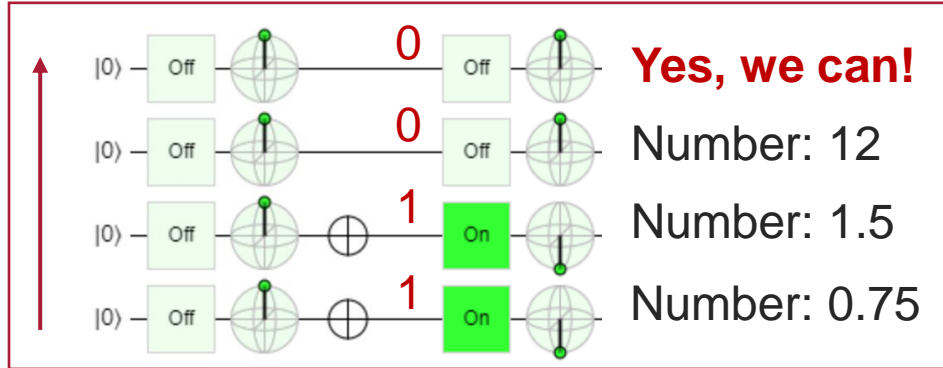 |0⟩ Off 0 Off Yes, we can!
|0⟩ Off 0 Off Number: 12
|0⟩ Off 1 On Number: 1.5
|0⟩ Off 1 On Number: 0.75